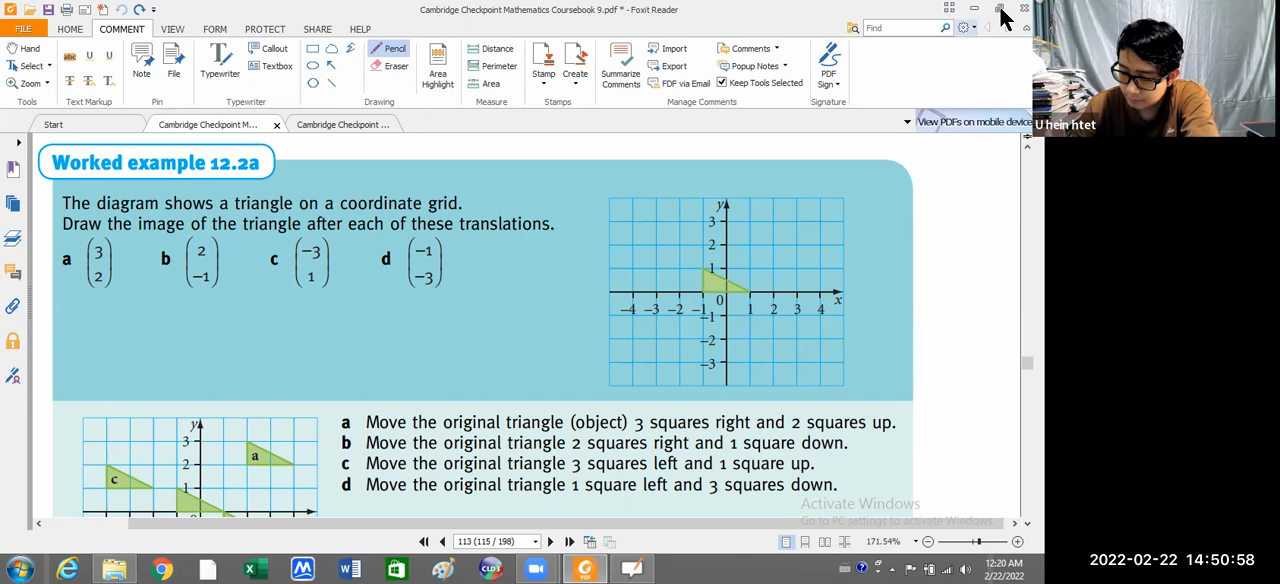 Cambridge Checkpoint Mathematics Coursebook 9.pdf * - Foxit Reader
FILE HOME COMMENT VIEW FORM PROTECT SHARE HELP Find
Hand Select Zoom Tools
Text Markup
Note File Pin
Typewriter Callout Textbox Typewriter
Pencil Eraser Drawing
Area Highlight
Distance Perimeter Area Measure
Stamp Create Stamps
Summarize Comments Import Export FDF via Email Comments Popup Notes Keep Tools Selected Manage Comments
PDF Sign Signature
U hein htet
Start Cambridge Checkpoint M... Cambridge Checkpoint ... View PDFs on mobile device
Worked example 12.2a
The diagram shows a triangle on a coordinate grid.
Draw the image of the triangle after each of these translations.
a (3 2) b (2 −1) c (−3 1) d (−1 −3)
y
3
2
1
−4 −3 −2 −1 0 1 2 3 4 x
−1
−2
−3
y
3
2
1
a
c
a Move the original triangle (object) 3 squares right and 2 squares up.
b Move the original triangle 2 squares right and 1 square down.
c Move the original triangle 3 squares left and 1 square up.
d Move the original triangle 1 square left and 3 squares down.
Activate Windows
Go to PC settings to activate Windows.
113 (115 / 198) 171.54%
12:20 AM
2/22/2022
2022-02-22 14:50:58